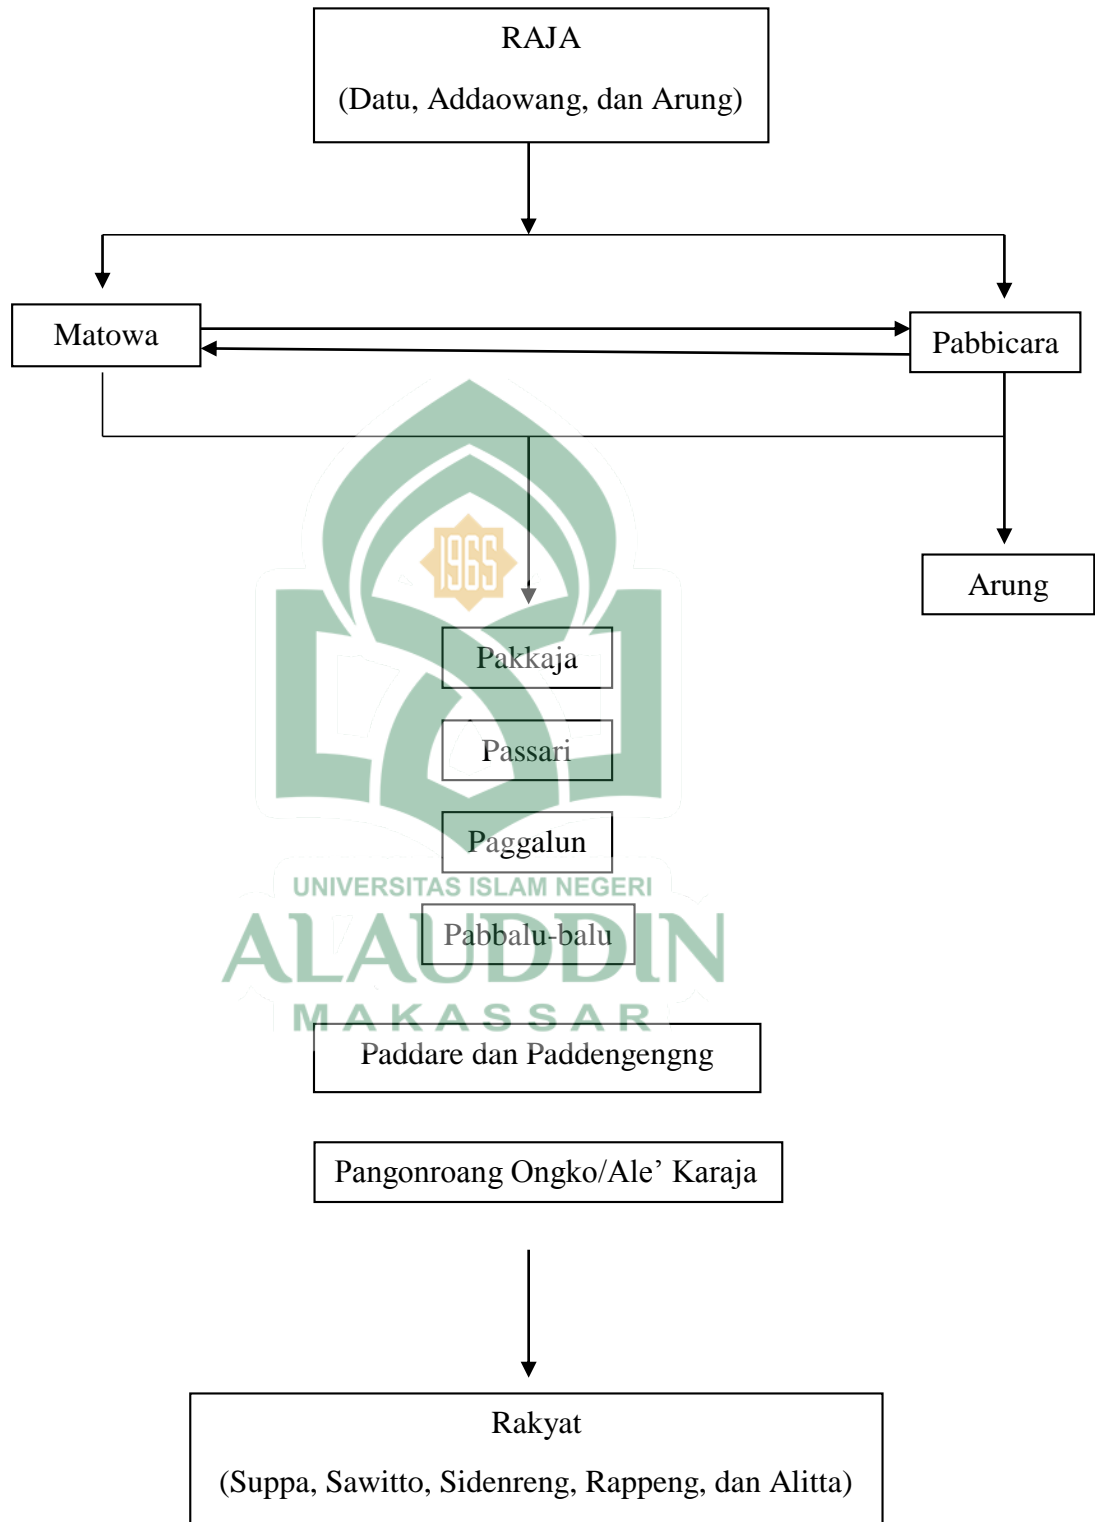 RAJA
(Datu, Addaowang, dan Arung)
Matowa
Pabbicara
Arung
1965
Pakkaja
Passari
Paggalun
UNIVERSITAS ISLAM NEGERI
Pabbalu-balu
ALAUDDIN
MAKASSAR
Paddare dan Paddengengng
Pangonroang Ongko/Ale’ Karaja
Rakyat
(Suppa, Sawitto, Sidenreng, Rappeng, dan Alitta)